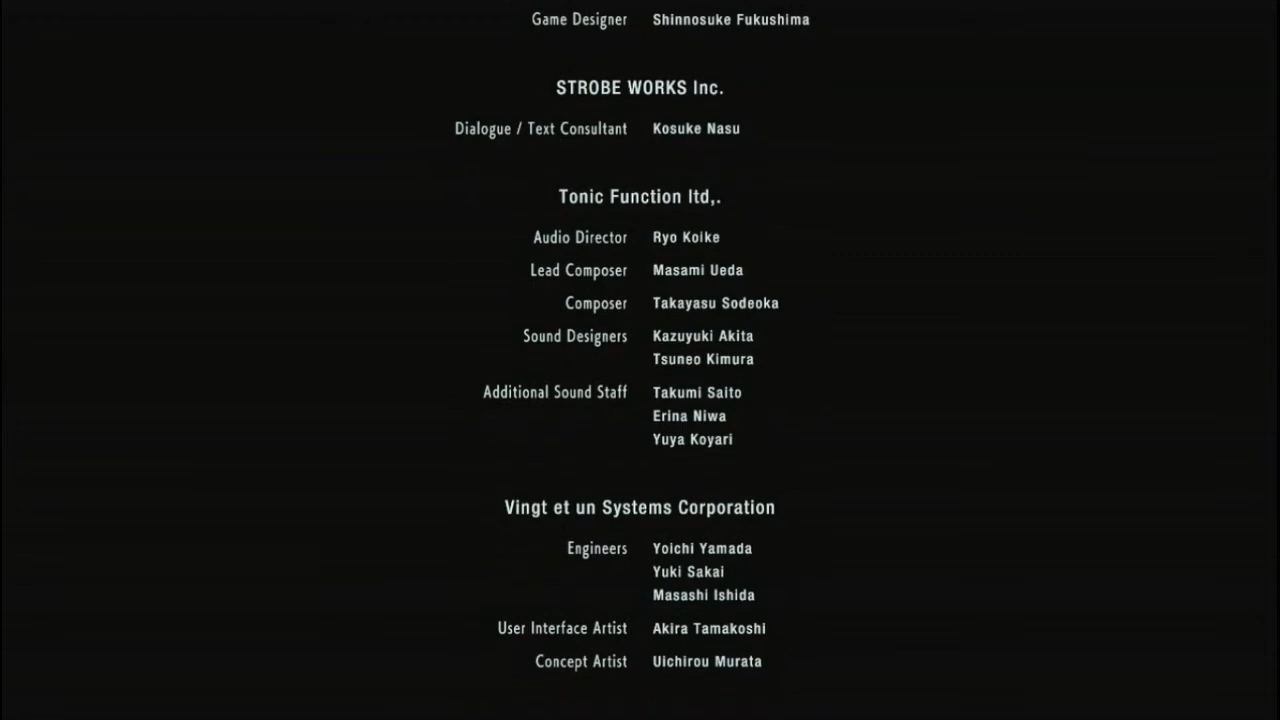 Game Designer Shinnosuke Fukushima
STROBE WORKS Inc.
Dialogue / Text Consultant Kosuke Nasu
Tonic Function ltd,.
Audio Director Ryo Koike
Lead Composer Masami Ueda
Composer Takayasu Sodeoka
Sound Designers Kazuyuki Akita
Tsuneo Kimura
Additional Sound Staff Takumi Saito
Erina Niwa
Yuya Koyari
Vingt et un Systems Corporation
Engineers Yoichi Yamada
Yuki Sakai
Masashi Ishida
User Interface Artist Akira Tamakoshi
Concept Artist Uichirou Murata